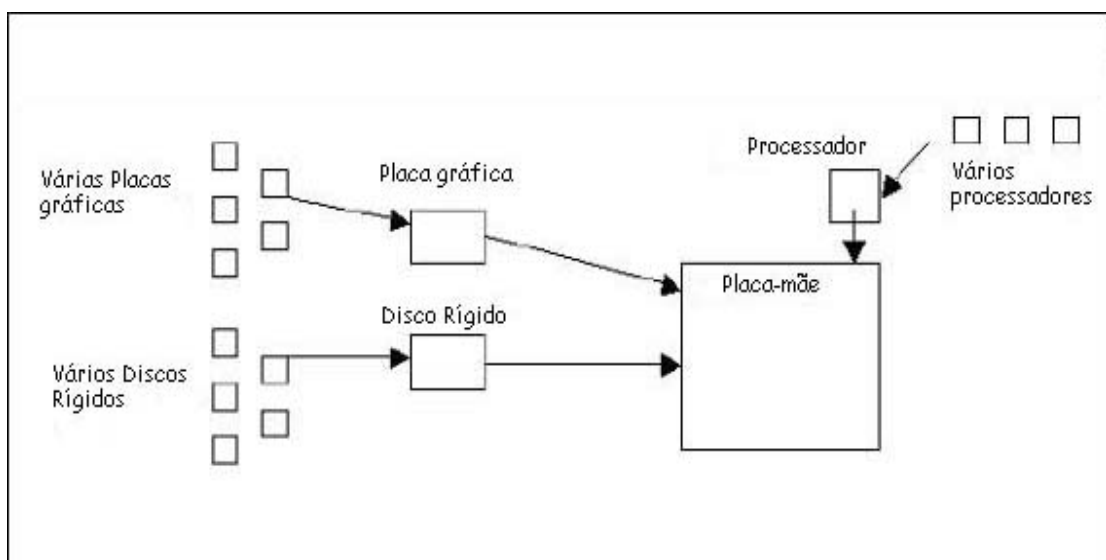 Várias Placas
gráficas
Placa gráfica
Processador
Vários
processadores
Placa-mãe
Disco Rígido
Vários Discos
Rígidos